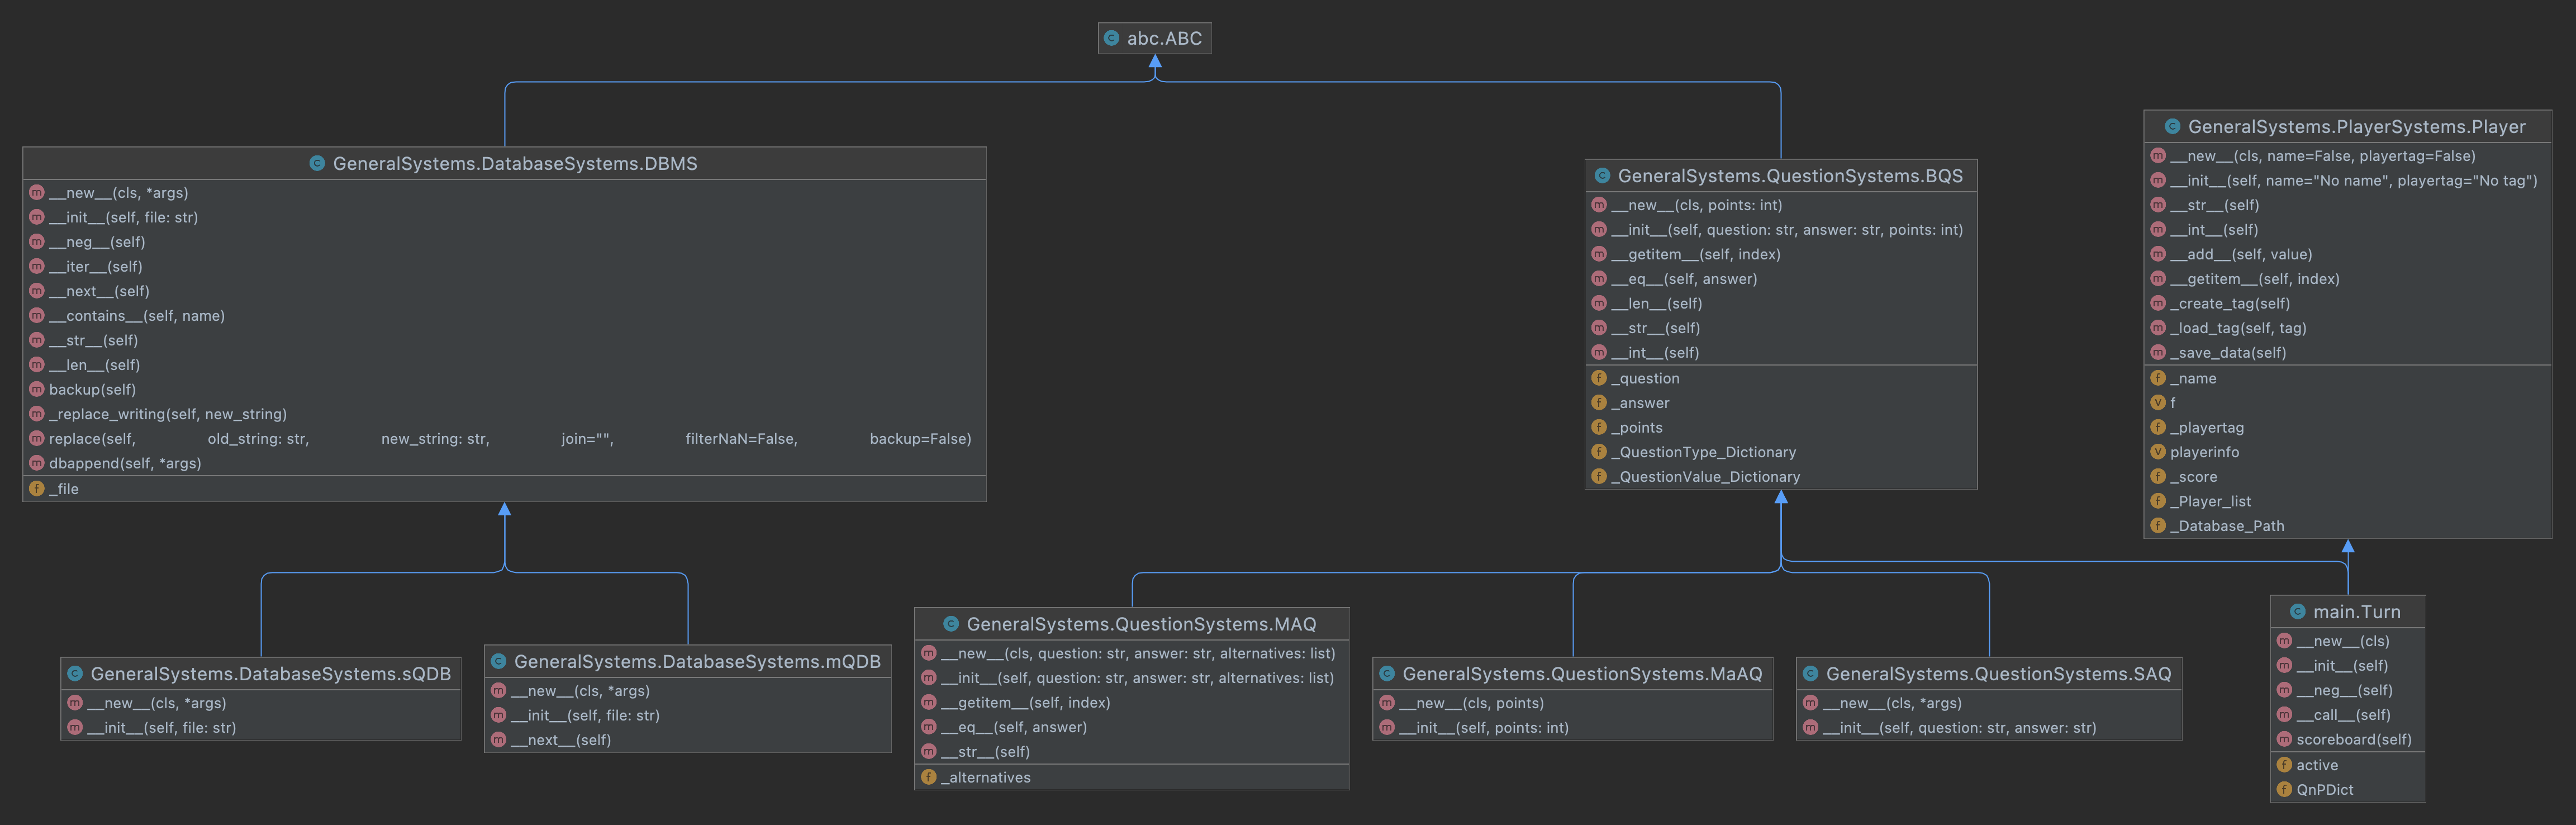 abc.ABC
GeneralSystems.DatabaseSystems.DBMS
__new__(cls, *args)
__init__(self, file: str)
__neg__(self)
__iter__(self)
__next__(self)
__contains__(self, name)
__str__(self)
__len__(self)
backup(self)
_replace_writing(self, new_string)
replace(self, old_string: str, new_string: str, join="", filterNaN=False, backup=False)
dbappend(self, *args)
_file
GeneralSystems.QuestionSystems.BQS
__new__(cls, points: int)
__init__(self, question: str, answer: str, points: int)
__getitem__(self, index)
__eq__(self, answer)
__len__(self)
__str__(self)
__int__(self)
_question
_answer
_points
_QuestionType_Dictionary
_QuestionValue_Dictionary
GeneralSystems.PlayerSystems.Player
__new__(cls, name=False, playertag=False)
__init__(self, name="No name", playertag="No tag")
__str__(self)
__int__(self)
__add__(self, value)
__getitem__(self, index)
_create_tag(self)
_load_tag(self, tag)
_save_data(self)
_name
f
_playertag
playerinfo
_score
_Player_list
_Database_Path
GeneralSystems.DatabaseSystems.sQDB
__new__(cls, *args)
__init__(self, file: str)
GeneralSystems.DatabaseSystems.mQDB
__new__(cls, *args)
__init__(self, file: str)
__next__(self)
GeneralSystems.QuestionSystems.MAQ
__new__(cls, question: str, answer: str, alternatives: list)
__init__(self, question: str, answer: str, alternatives: list)
__getitem__(self, index)
__eq__(self, answer)
__str__(self)
_alternatives
GeneralSystems.QuestionSystems.MaAQ
__new__(cls, points)
__init__(self, points: int)
GeneralSystems.QuestionSystems.SAQ
__new__(cls, *args)
__init__(self, question: str, answer: str)
main.Turn
__new__(cls)
__init__(self)
__neg__(self)
__call__(self)
scoreboard(self)
active
QnPDict